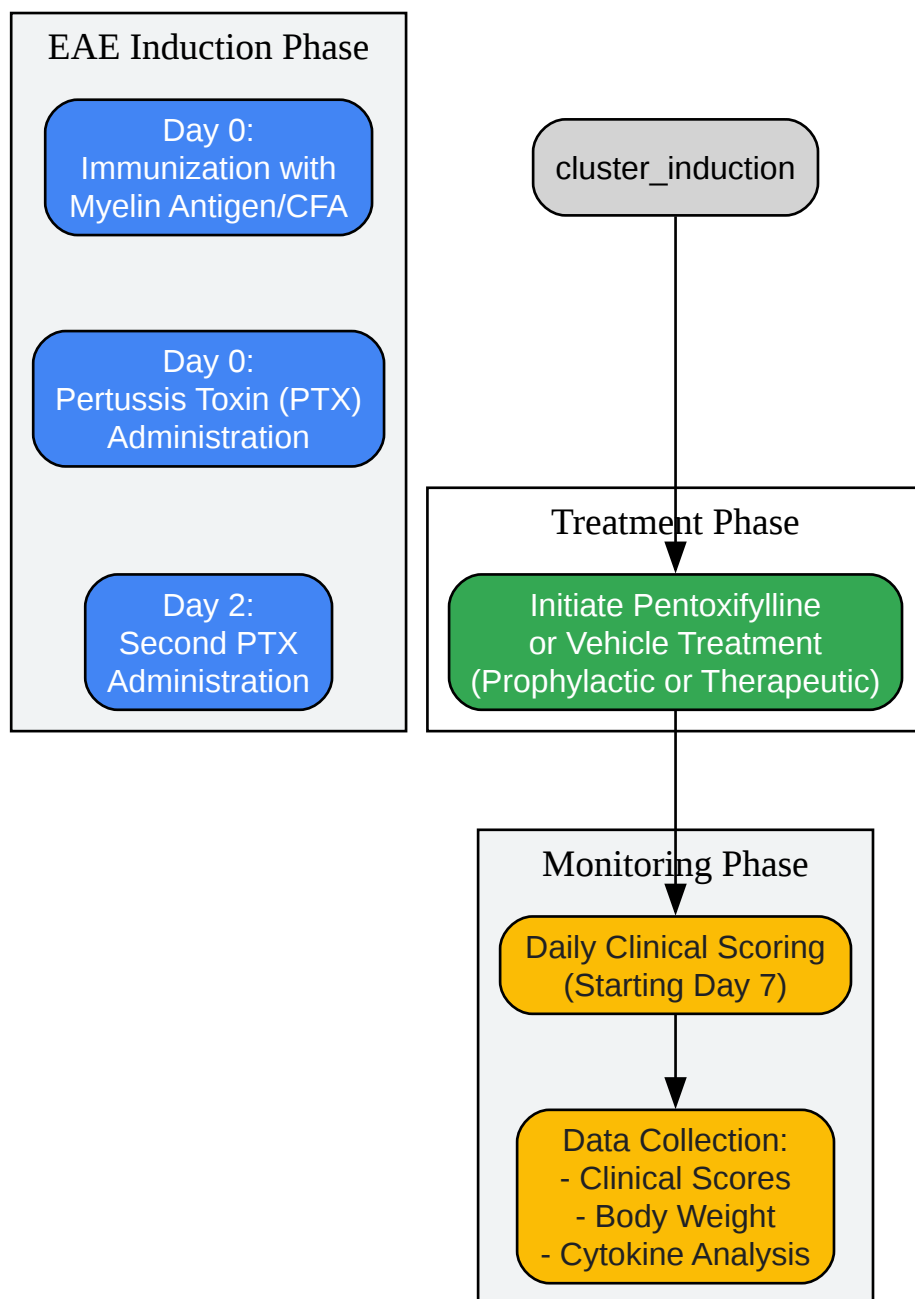 EAE Induction Phase
Day 0:
Immunization with
Myelin Antigen/CFA
Day 0:
Pertussis Toxin (PTX)
Administration
Day 2:
Second PTX
Administration
cluster_induction
Treatment Phase
Initiate Pentoxifylline
or Vehicle Treatment
(Prophylactic or Therapeutic)
Monitoring Phase
Daily Clinical Scoring
(Starting Day 7)
Data Collection:
- Clinical Scores
- Body Weight
- Cytokine Analysis